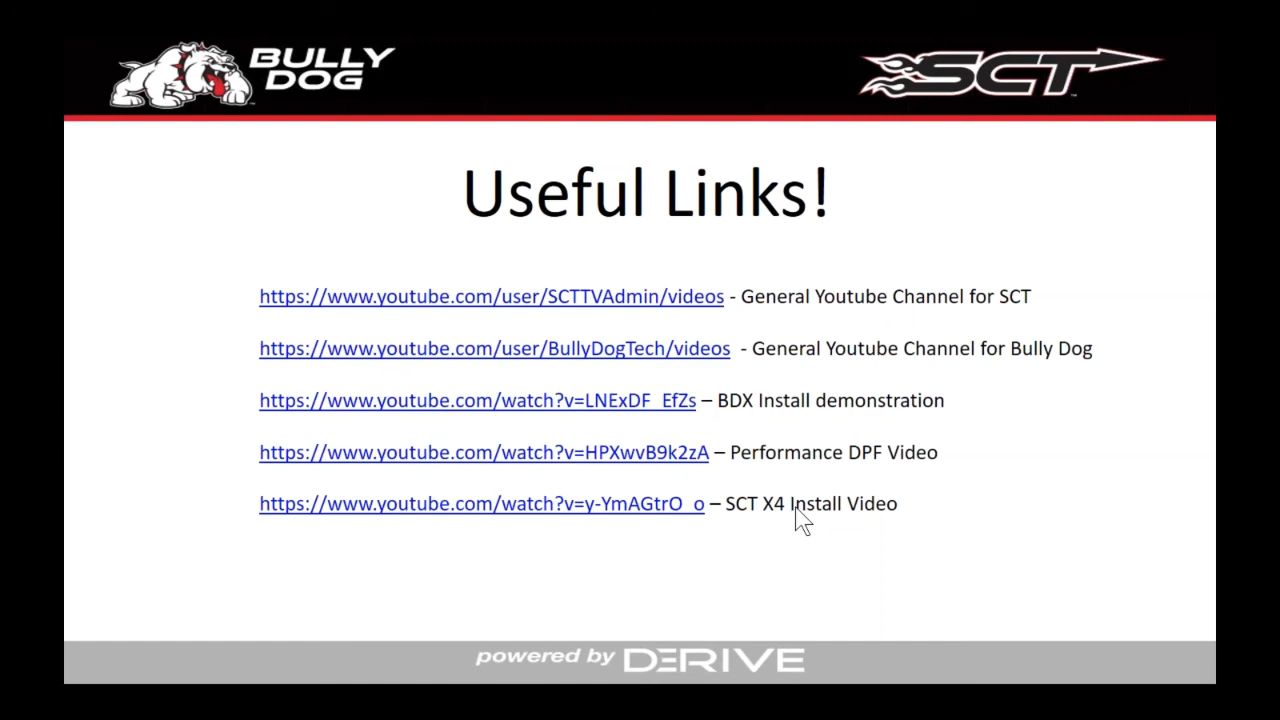 BULLY
DOG
SCT
Useful Links!
https://www.youtube.com/user/SCTTVAdmin/videos - General Youtube Channel for SCT
https://www.youtube.com/user/BullyDogTech/videos - General Youtube Channel for Bully Dog
https://www.youtube.com/watch?v=LNExDF_EfZs – BDX Install demonstration
https://www.youtube.com/watch?v=HPXwvB9k2zA – Performance DPF Video
https://www.youtube.com/watch?v=y-YmAGtrO_o – SCT X4 Install Video
powered by DERIVE